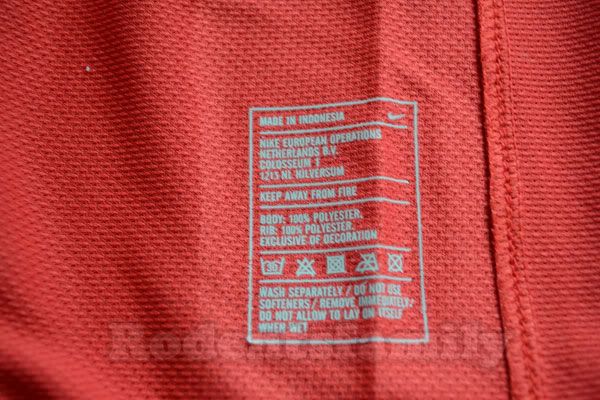 MADE IN INDONESIA
NIKE EUROPEAN OPERATIONS
NETHERLANDS B.V.
COLOSSEUM 1
1213 NL HILVERSUM
KEEP AWAY FROM FIRE
BODY: 100% POLYESTER.
RIB: 100% POLYESTER.
EXCLUSIVE OF DECORATION
30
WASH SEPARATELY / DO NOT USE
SOFTENERS / REMOVE IMMEDIATELY/
DO NOT ALLOW TO LAY ON ITSELF
WHEN WET